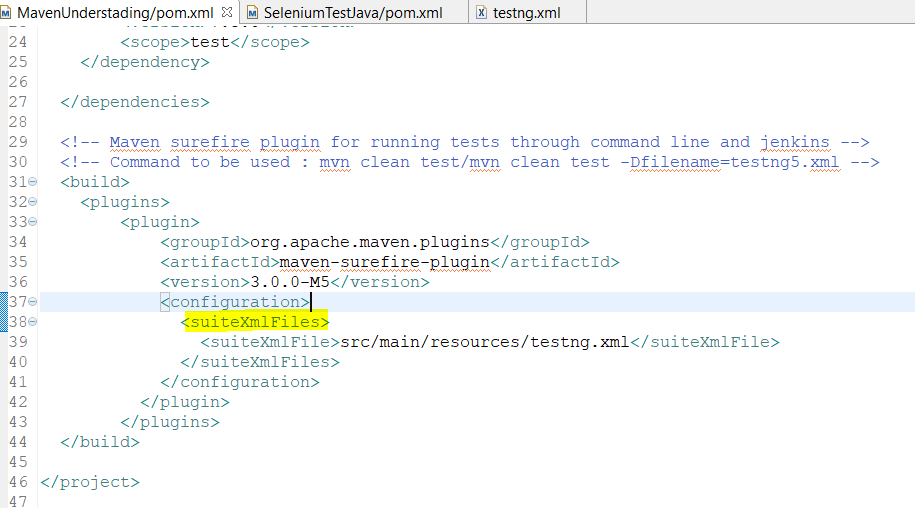 MavenUnderstading/pom.xml SeleniumTestJava/pom.xml testng.xml
24 <scope>test</scope>
25 </dependency>
26
27 </dependencies>
28
29 <!-- Maven surefire plugin for running tests through command line and jenkins -->
30 <!-- Command to be used : mvn clean test/mvn clean test -Dfilename=testng5.xml -->
31 <build>
32 <plugins>
33 <plugin>
34 <groupId>org.apache.maven.plugins</groupId>
35 <artifactId>maven-surefire-plugin</artifactId>
36 <version>3.0.0-M5</version>
37 <configuration>
38 <suiteXmlFiles>
39 <suiteXmlFile>src/main/resources/testng.xml</suiteXmlFile>
40 </suiteXmlFiles>
41 </configuration>
42 </plugin>
43 </plugins>
44 </build>
45
46 </project>
47